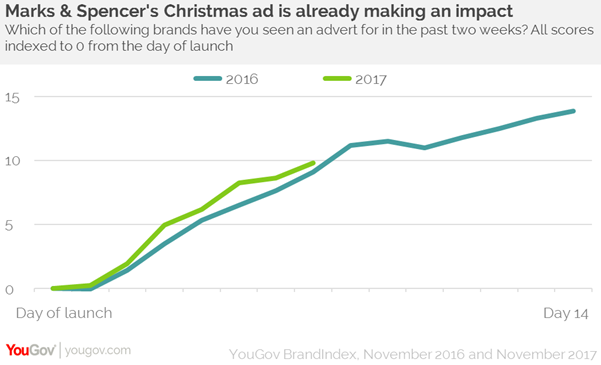 Marks & Spencer's Christmas ad is already making an impact
Which of the following brands have you seen an advert for in the past two weeks? All scores
indexed to 0 from the day of launch
2016 2017
15
10
5
0
Day of launch Day 14
YouGov | yougov.com YouGov BrandIndex, November 2016 and November 2017